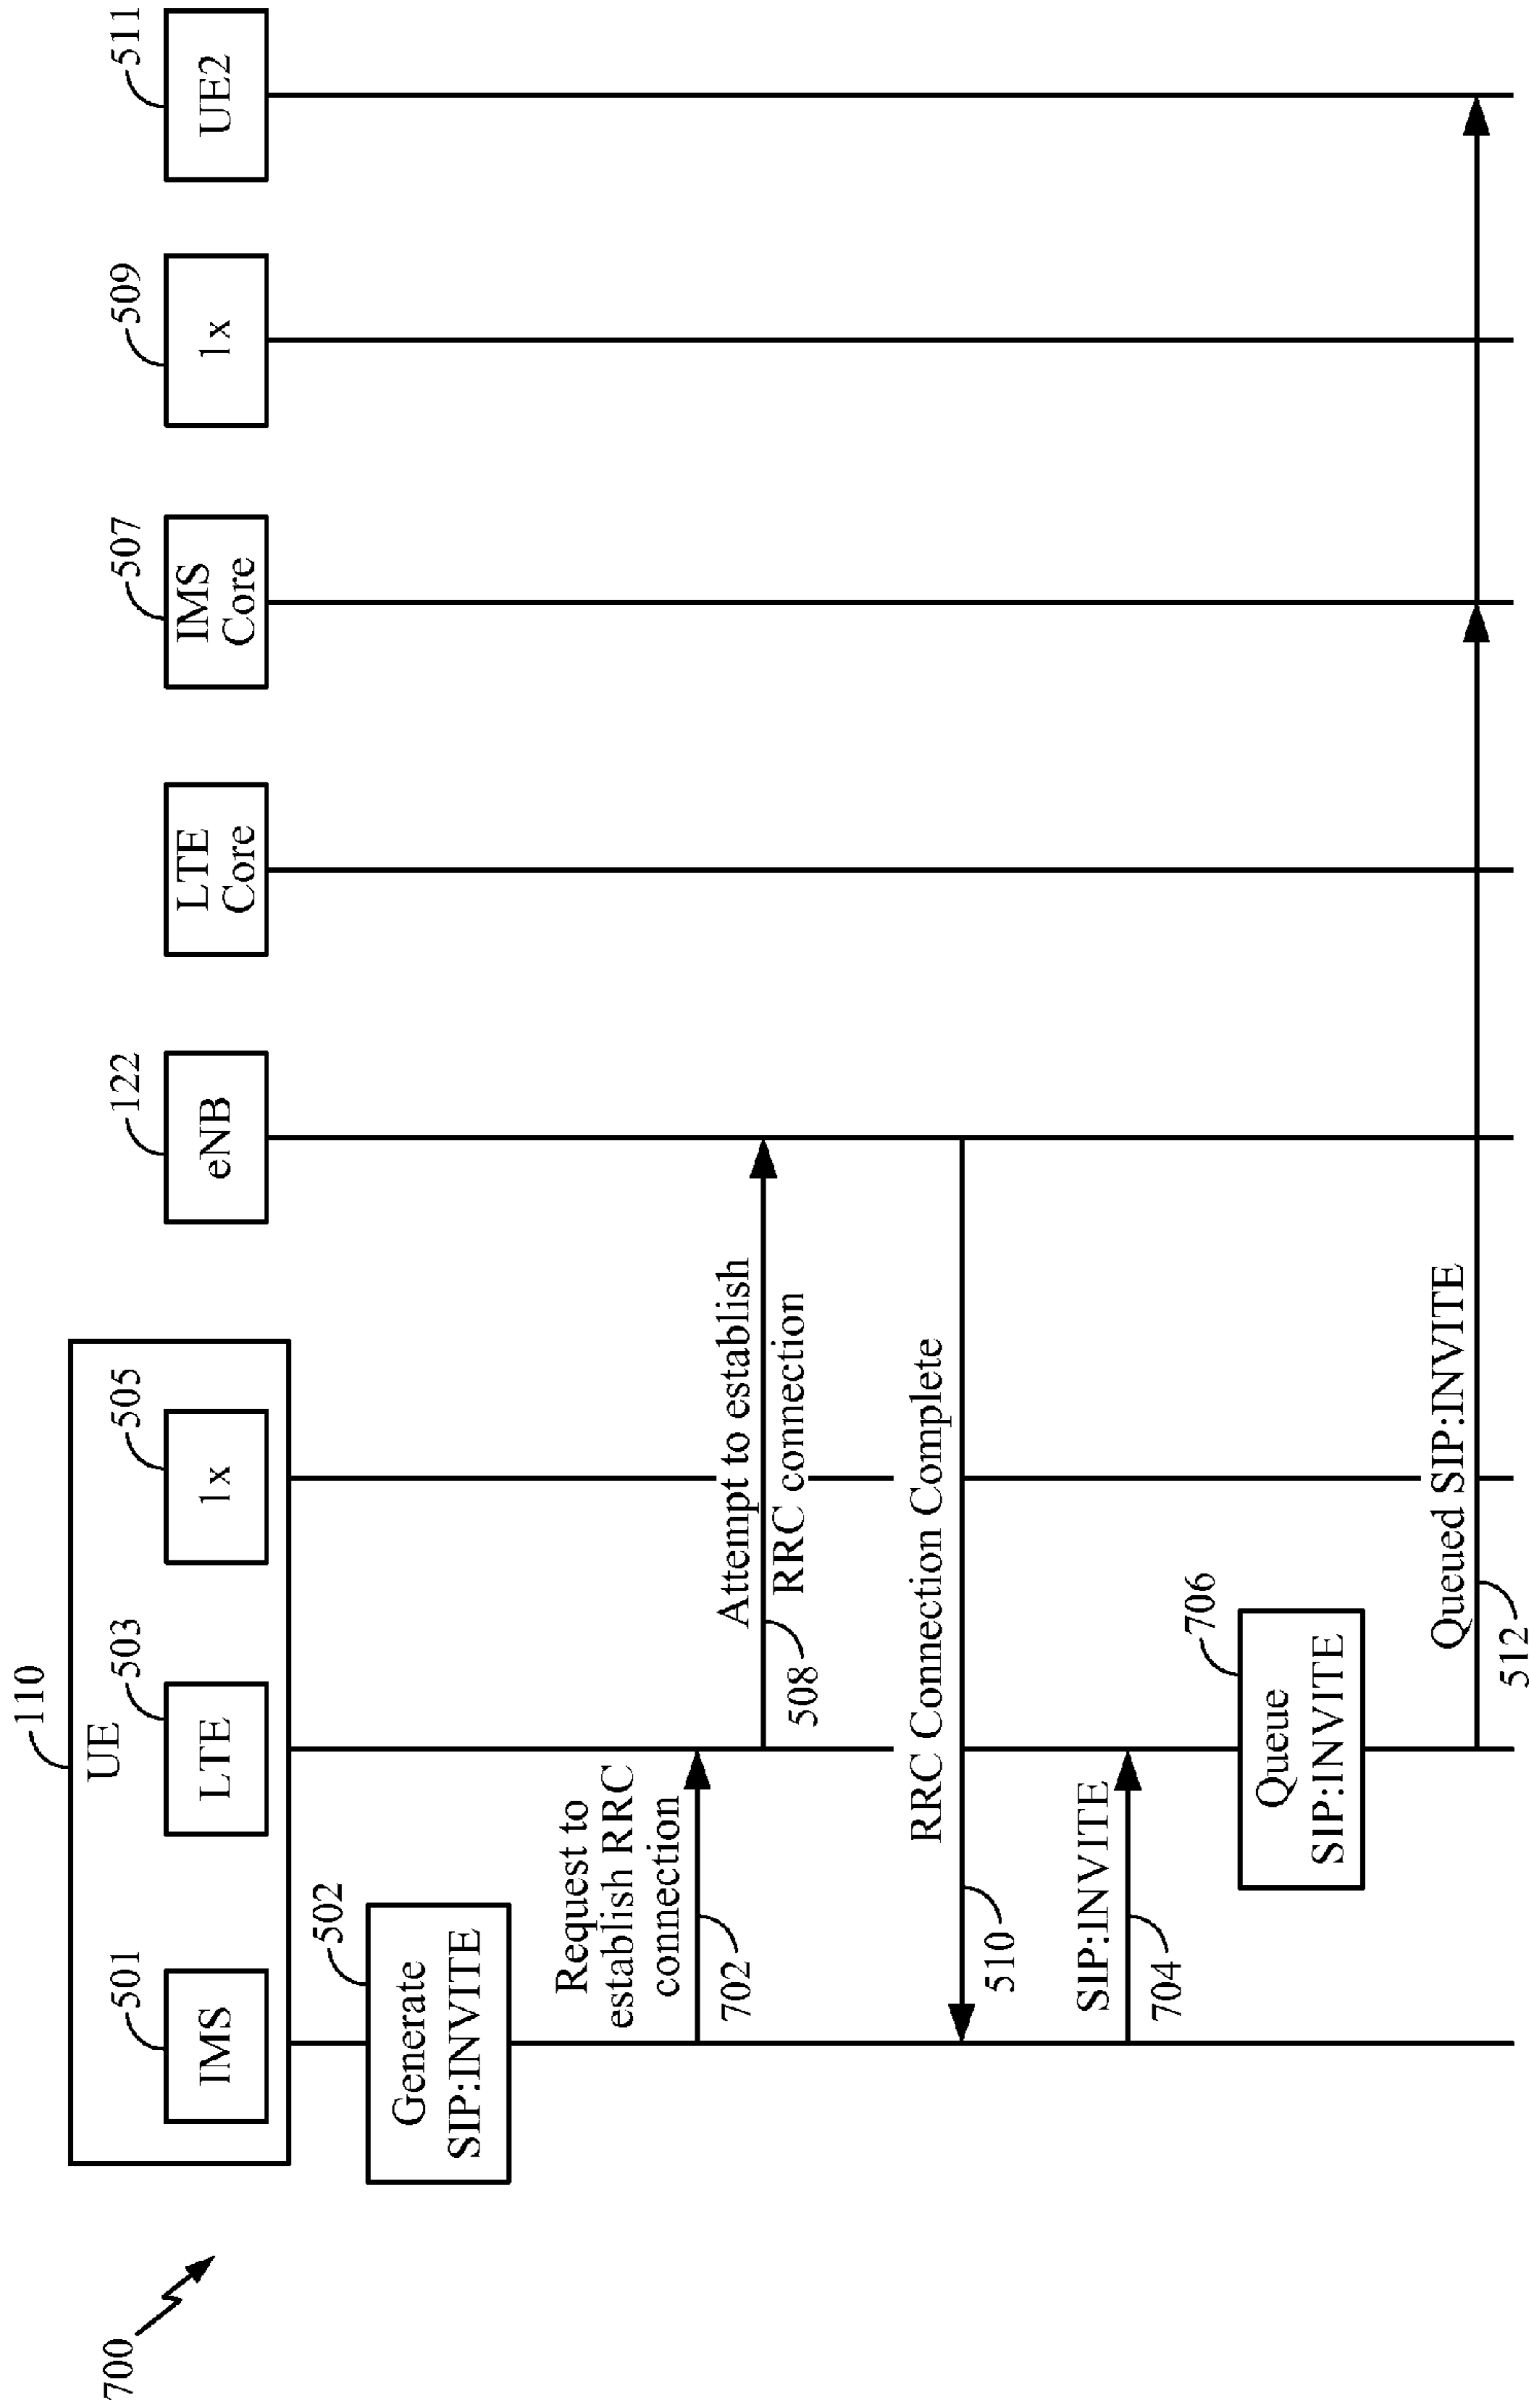 700
110
UE
501
IMS
503
LTE
505
1x
122
eNB
LTE
Core
507
IMS
Core
509
1x
511
UE2
502
Generate
SIP:INVITE
Request to
establish RRC
connection
702
Attempt to establish
RRC connection
508
RRC Connection Complete
510
SIP:INVITE
704
706
Queue
SIP:INVITE
Queued SIP:INVITE
512